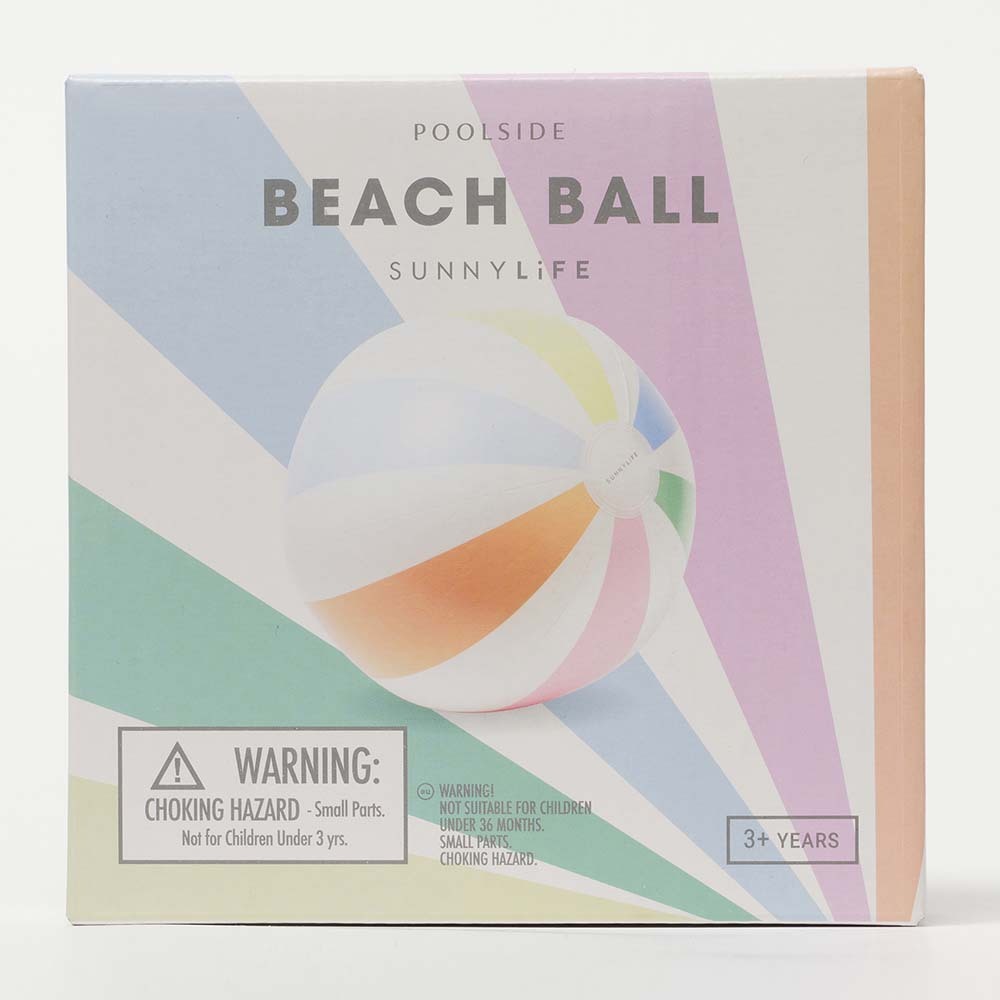 POOLSIDE
BEACH BALL
SUNNYLiFE
SUNNYLIFE
WARNING:
CHOKING HAZARD - Small Parts.
Not for Children Under 3 yrs.
WARNING!
NOT SUITABLE FOR CHILDREN
UNDER 36 MONTHS.
SMALL PARTS.
CHOKING HAZARD.
3+ YEARS